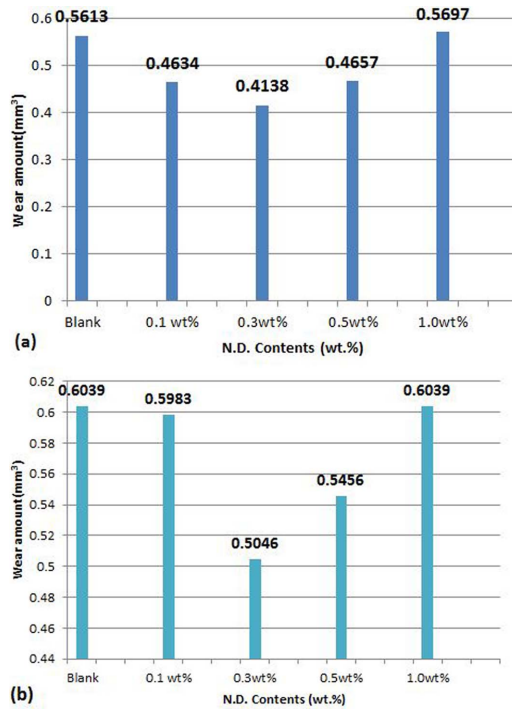 0.6
0.5613
0.5697
0.5
0.4634
0.4657
0.4138
0.4
0.3
0.2
0.1
0
Wear amount(mm³)
Blank
0.1 wt%
0.3wt%
0.5wt%
1.0wt%
(a)
N.D. Contents (wt.%)
0.62
0.6039
0.6039
0.5983
0.6
0.58
0.56
0.5456
0.54
0.5046
0.52
0.5
0.48
0.46
0.44
Wear amount(mm³)
Blank
0.1 wt%
0.3wt%
0.5wt%
1.0wt%
(b)
N.D. Contents (wt.%)